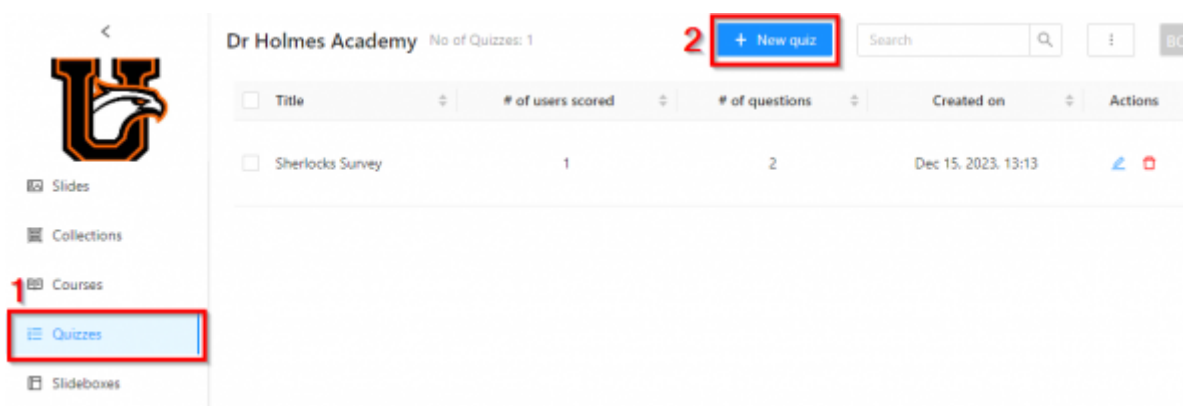 Dr Holmes Academy No of Quizzes: 1 2 + New quiz Search
Title # of users scored # of questions Created on Actions
Sherlocks Survey 1 2 Dec 15, 2023, 13:13
U
Slides
Collections
1 Courses
Quizzes
Slideboxes